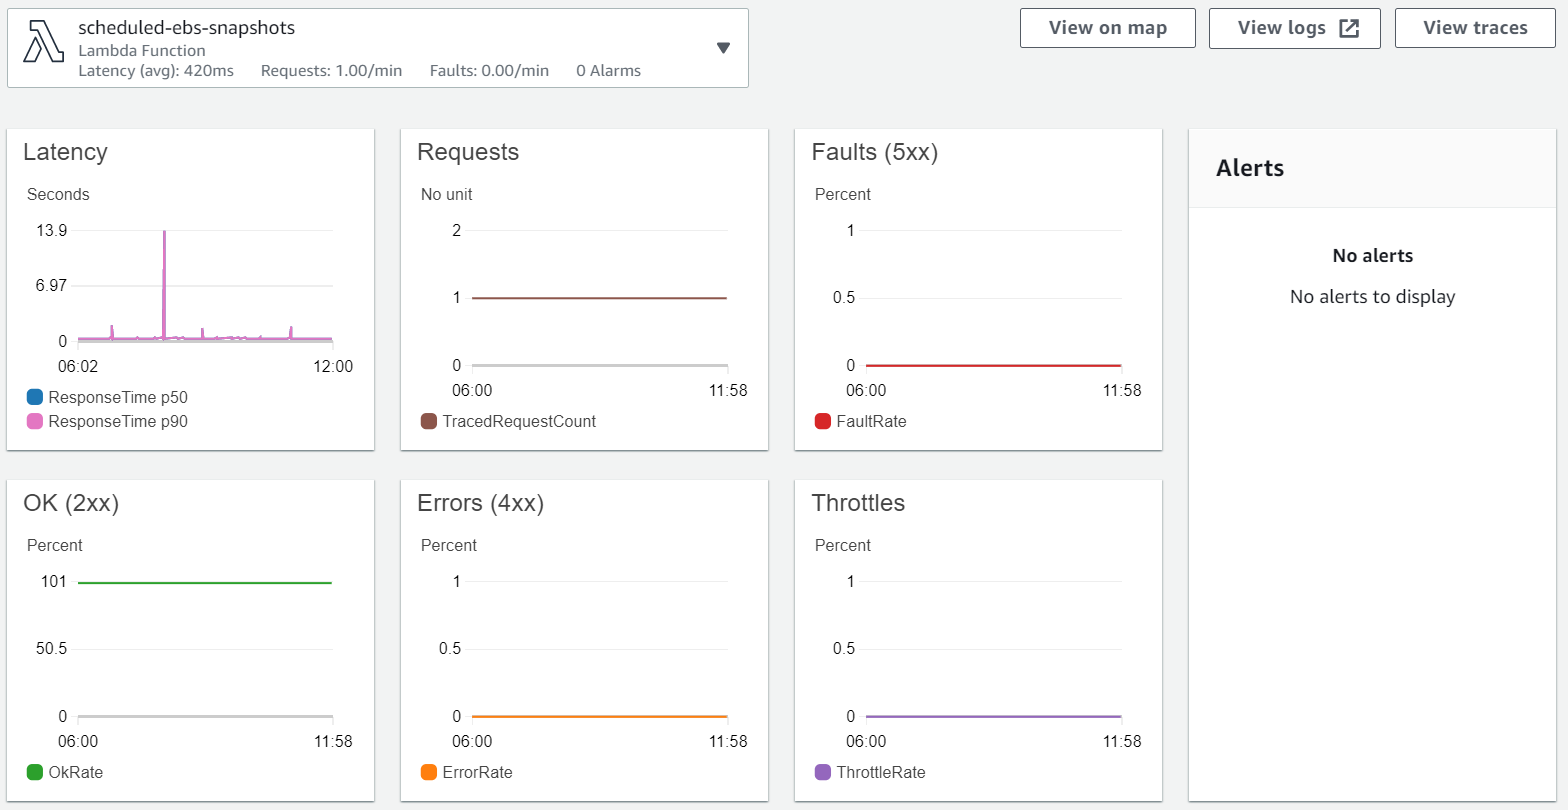 scheduled-ebs-snapshots
Lambda Function
Latency (avg): 420ms Requests: 1.00/min Faults: 0.00/min 0 Alarms
View on map
View logs
View traces
Latency
Seconds
13.9
6.97
0
06:02 12:00
ResponseTime p50
ResponseTime p90
Requests
No unit
2
1
0
06:00 11:58
TracedRequestCount
Faults (5xx)
Percent
1
0.5
0
06:00 11:58
FaultRate
Alerts
No alerts
No alerts to display
OK (2xx)
Percent
101
50.5
0
06:00 11:58
OkRate
Errors (4xx)
Percent
1
0.5
0
06:00 11:58
ErrorRate
Throttles
Percent
1
0.5
0
06:00 11:58
ThrottleRate